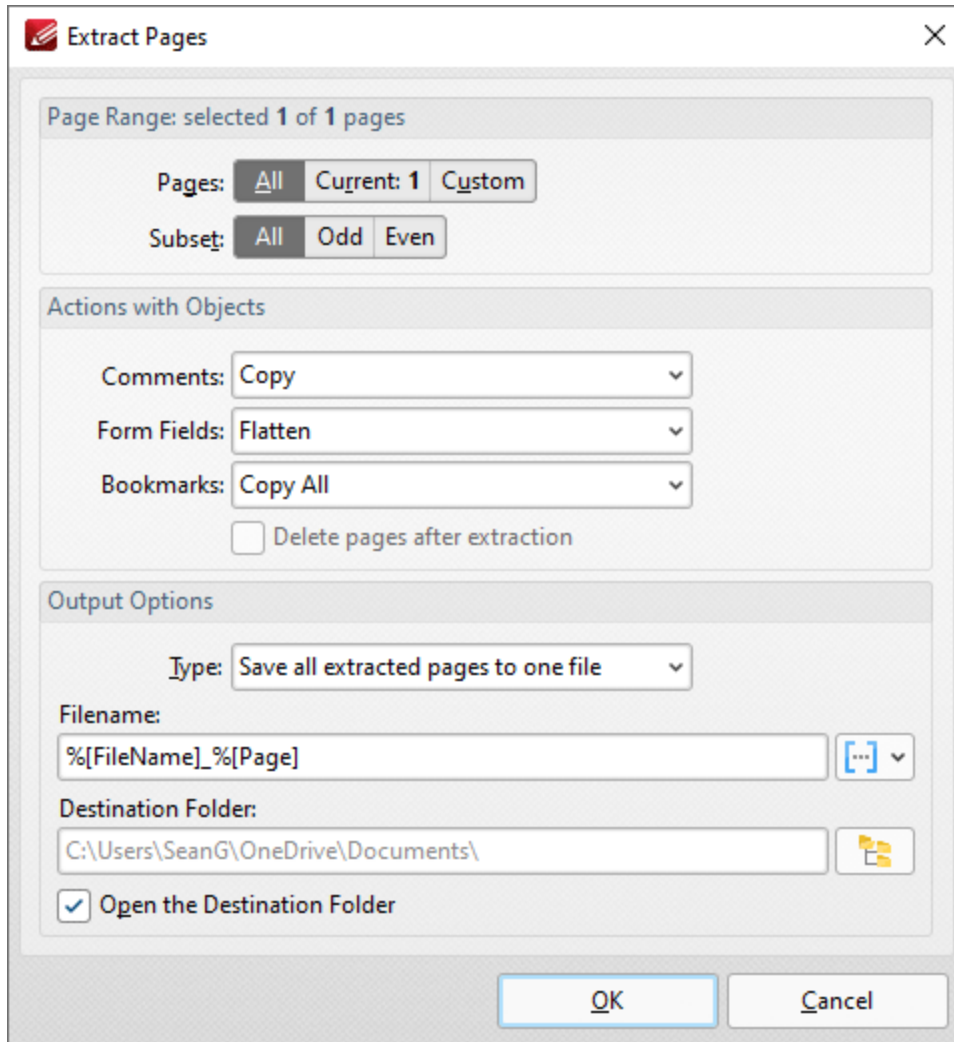 Extract Pages
Page Range: selected 1 of 1 pages
Pages: All Current: 1 Custom
Subset: All Odd Even
Actions with Objects
Comments: Copy
Form Fields: Flatten
Bookmarks: Copy All
Delete pages after extraction
Output Options
Type: Save all extracted pages to one file
Filename:
%[FileName]_%[Page]
Destination Folder:
C:\Users\SeanG\OneDrive\Documents\
Open the Destination Folder
OK Cancel